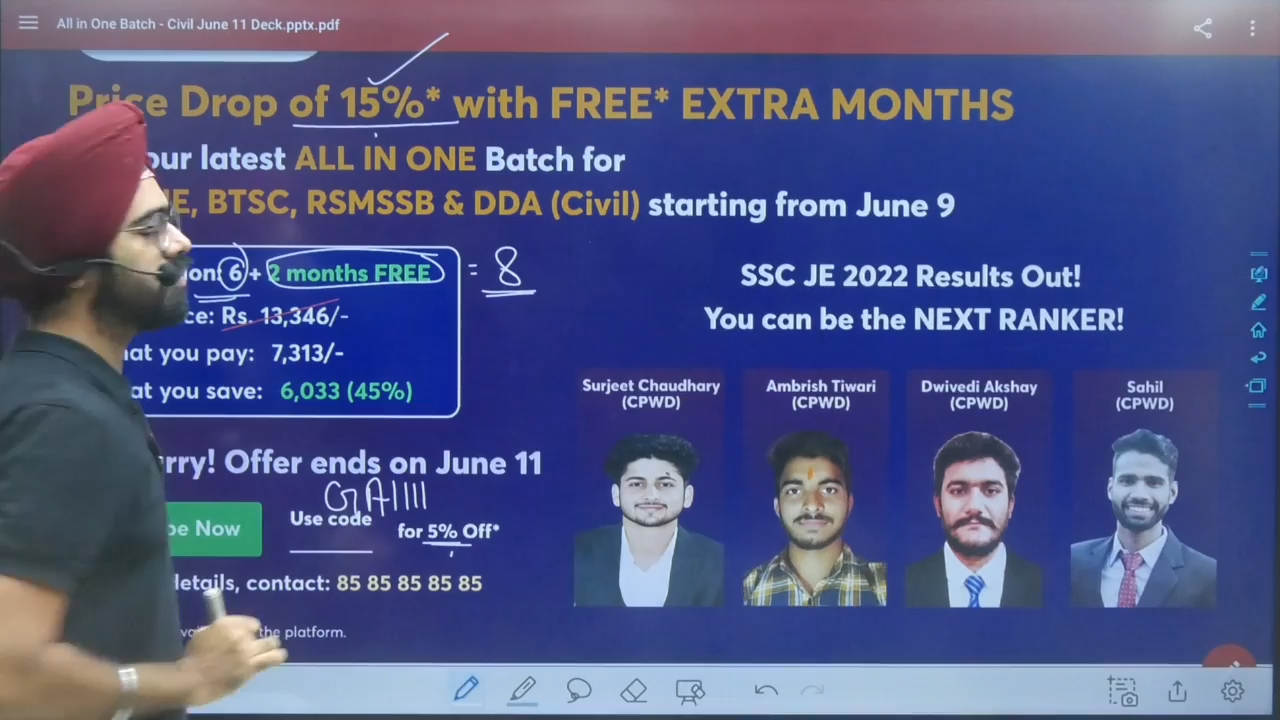 All in One Batch - Civil June 11 Deck.pptx.pdf
Price Drop of 15%* with FREE* EXTRA MONTHS
our latest ALL IN ONE Batch for
E, BTSC, RSMSSB & DDA (Civil) starting from June 9
on: 6 + 2 months FREE = 8
ce: Rs. 13,346/-
at you pay: 7,313/-
at you save: 6,033 (45%)
rry! Offer ends on June 11
GA1111
be Now Use code for 5% Off*
details, contact: 85 85 85 85 85
the platform.
SSC JE 2022 Results Out!
You can be the NEXT RANKER!
Surjeet Chaudhary
(CPWD)
Ambrish Tiwari
(CPWD)
Dwivedi Akshay
(CPWD)
Sahil
(CPWD)